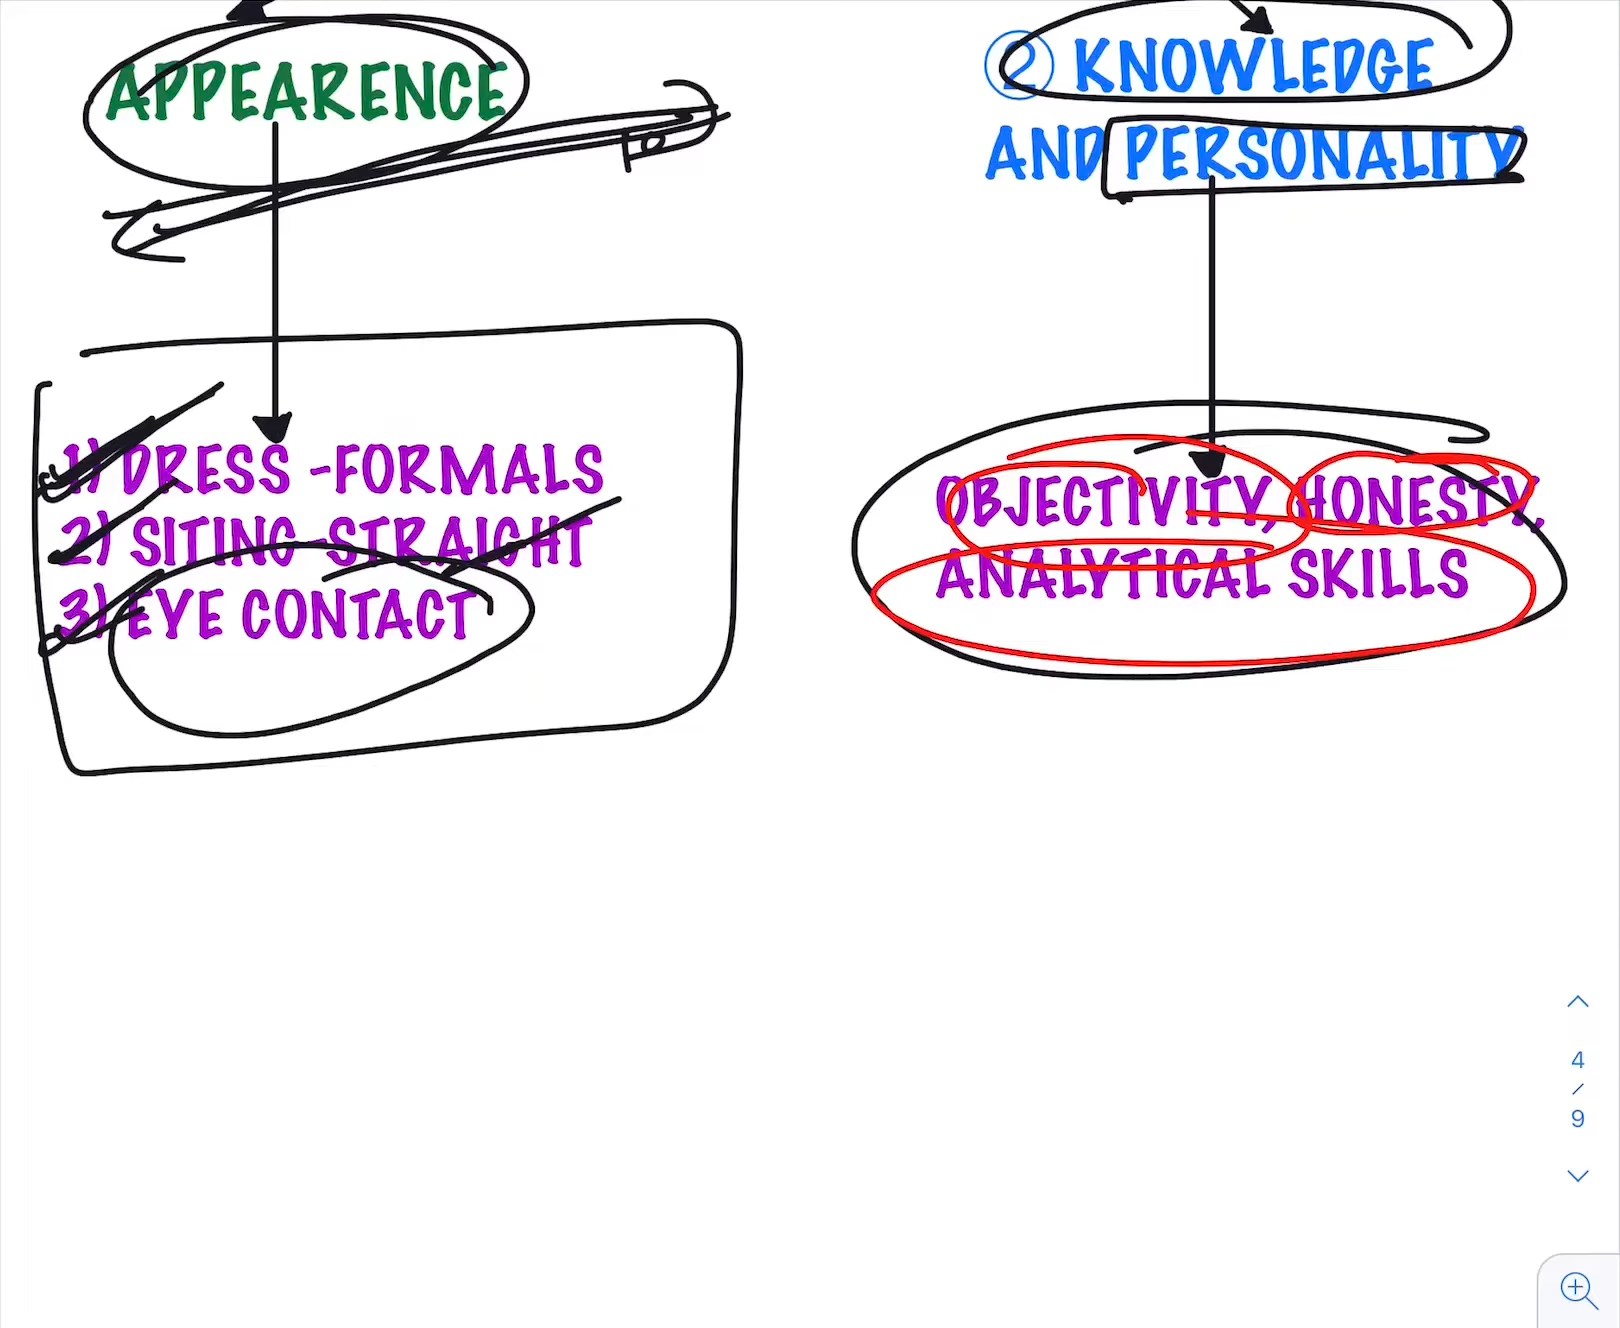 APPEARENCE
1) DRESS -FORMALS
2) SITING-STRAIGHT
3) EYE CONTACT
② KNOWLEDGE
AND PERSONALITY
OBJECTIVITY, HONESTY,
ANALYTICAL SKILLS
4
/
9